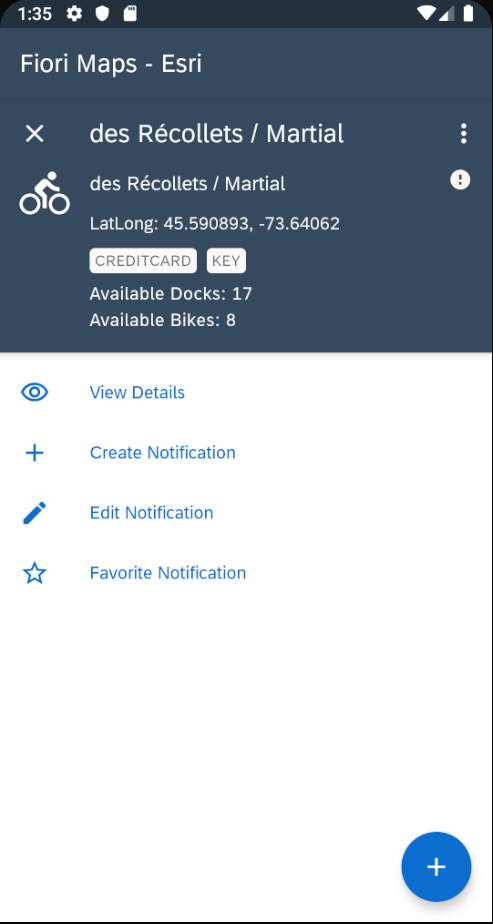 1:35
Fiori Maps - Esri
des Récollets / Martial
des Récollets / Martial
LatLong: 45.590893, -73.64062
CREDITCARD KEY
Available Docks: 17
Available Bikes: 8
View Details
Create Notification
Edit Notification
Favorite Notification